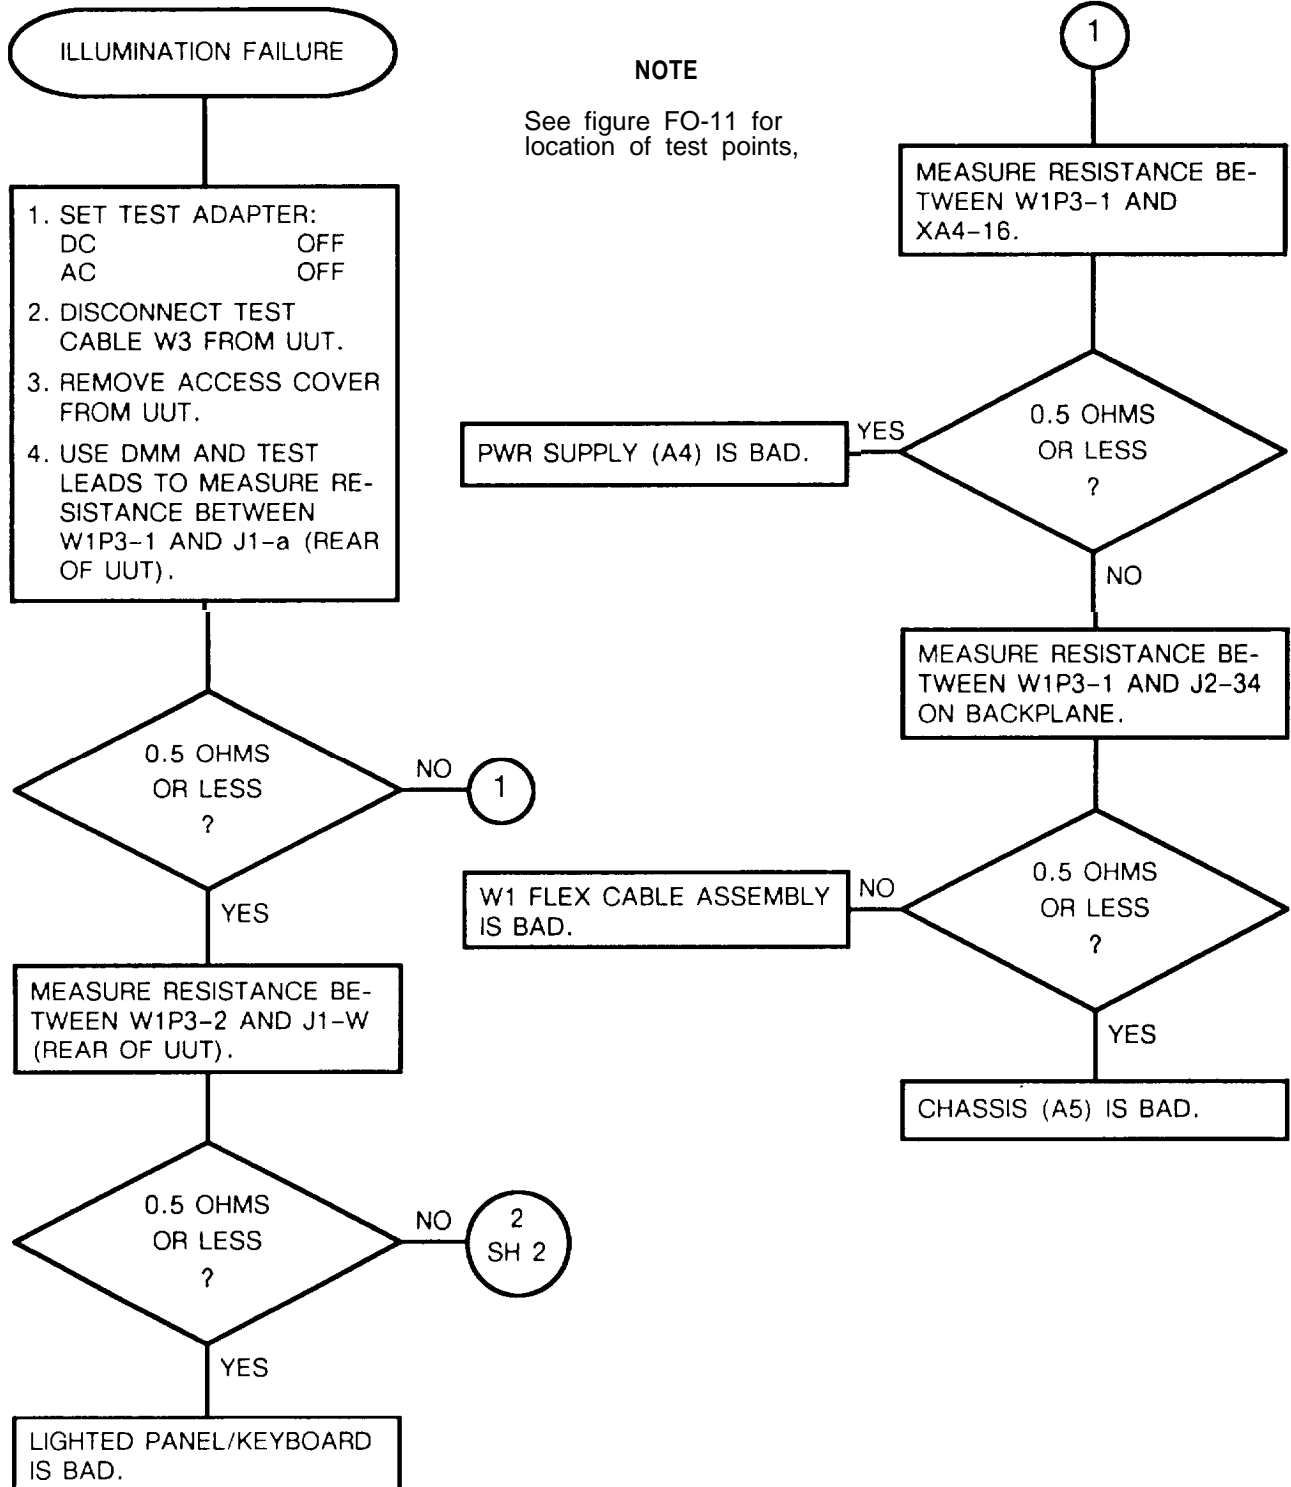 ILLUMINATION FAILURE
1. SET TEST ADAPTER:
DC OFF
AC OFF
2. DISCONNECT TEST
CABLE W3 FROM UUT.
3. REMOVE ACCESS COVER
FROM UUT.
4. USE DMM AND TEST
LEADS TO MEASURE RE-
SISTANCE BETWEEN
W1P3-1 AND J1-a (REAR
OF UUT).
0.5 OHMS
OR LESS
?
NO
1
YES
MEASURE RESISTANCE BE-
TWEEN W1P3-2 AND J1-W
(REAR OF UUT).
0.5 OHMS
OR LESS
?
NO
2
SH 2
YES
LIGHTED PANEL/KEYBOARD
IS BAD.
NOTE
See figure FO-11 for
location of test points,
1
MEASURE RESISTANCE BE-
TWEEN W1P3-1 AND
XA4-16.
0.5 OHMS
OR LESS
?
YES
PWR SUPPLY (A4) IS BAD.
NO
MEASURE RESISTANCE BE-
TWEEN W1P3-1 AND J2-34
ON BACKPLANE.
0.5 OHMS
OR LESS
?
NO
W1 FLEX CABLE ASSEMBLY
IS BAD.
YES
CHASSIS (A5) IS BAD.